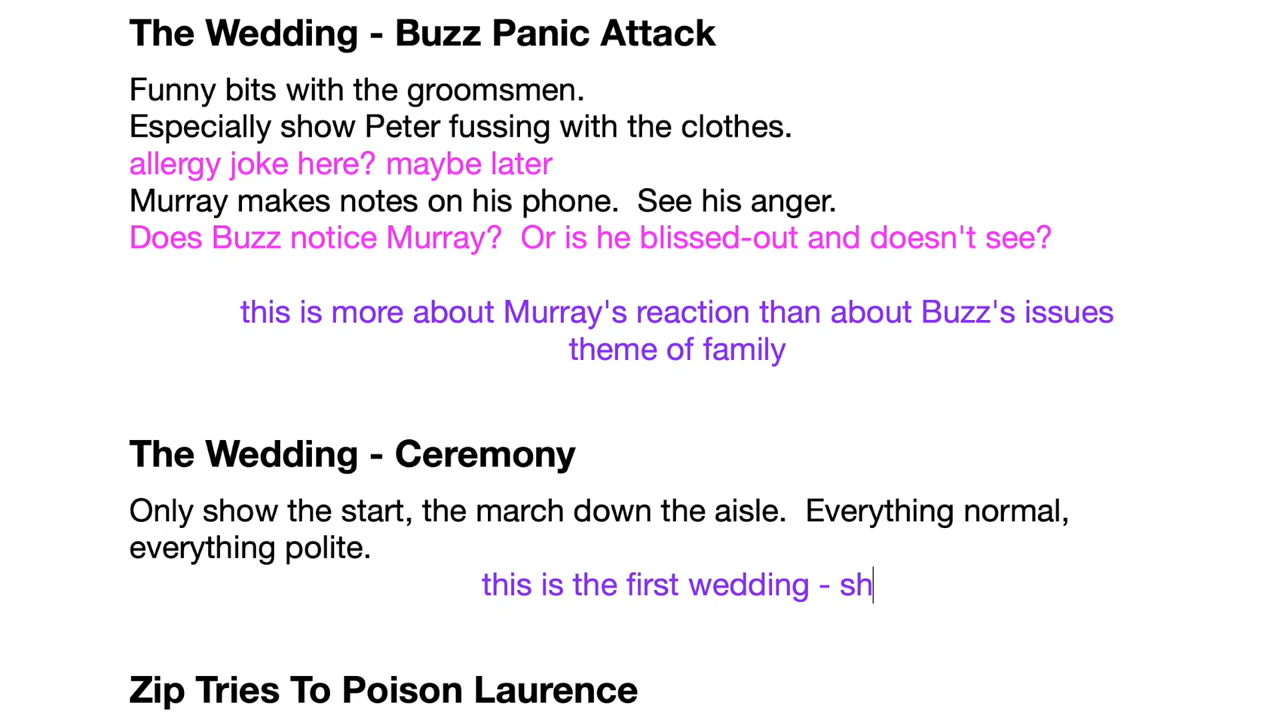 The Wedding - Buzz Panic Attack
Funny bits with the groomsmen.
Especially show Peter fussing with the clothes.
allergy joke here? maybe later
Murray makes notes on his phone.  See his anger.
Does Buzz notice Murray?  Or is he blissed-out and doesn't see?
this is more about Murray's reaction than about Buzz's issues
theme of family
The Wedding - Ceremony
Only show the start, the march down the aisle.  Everything normal,
everything polite.
this is the first wedding - sh
Zip Tries To Poison Laurence